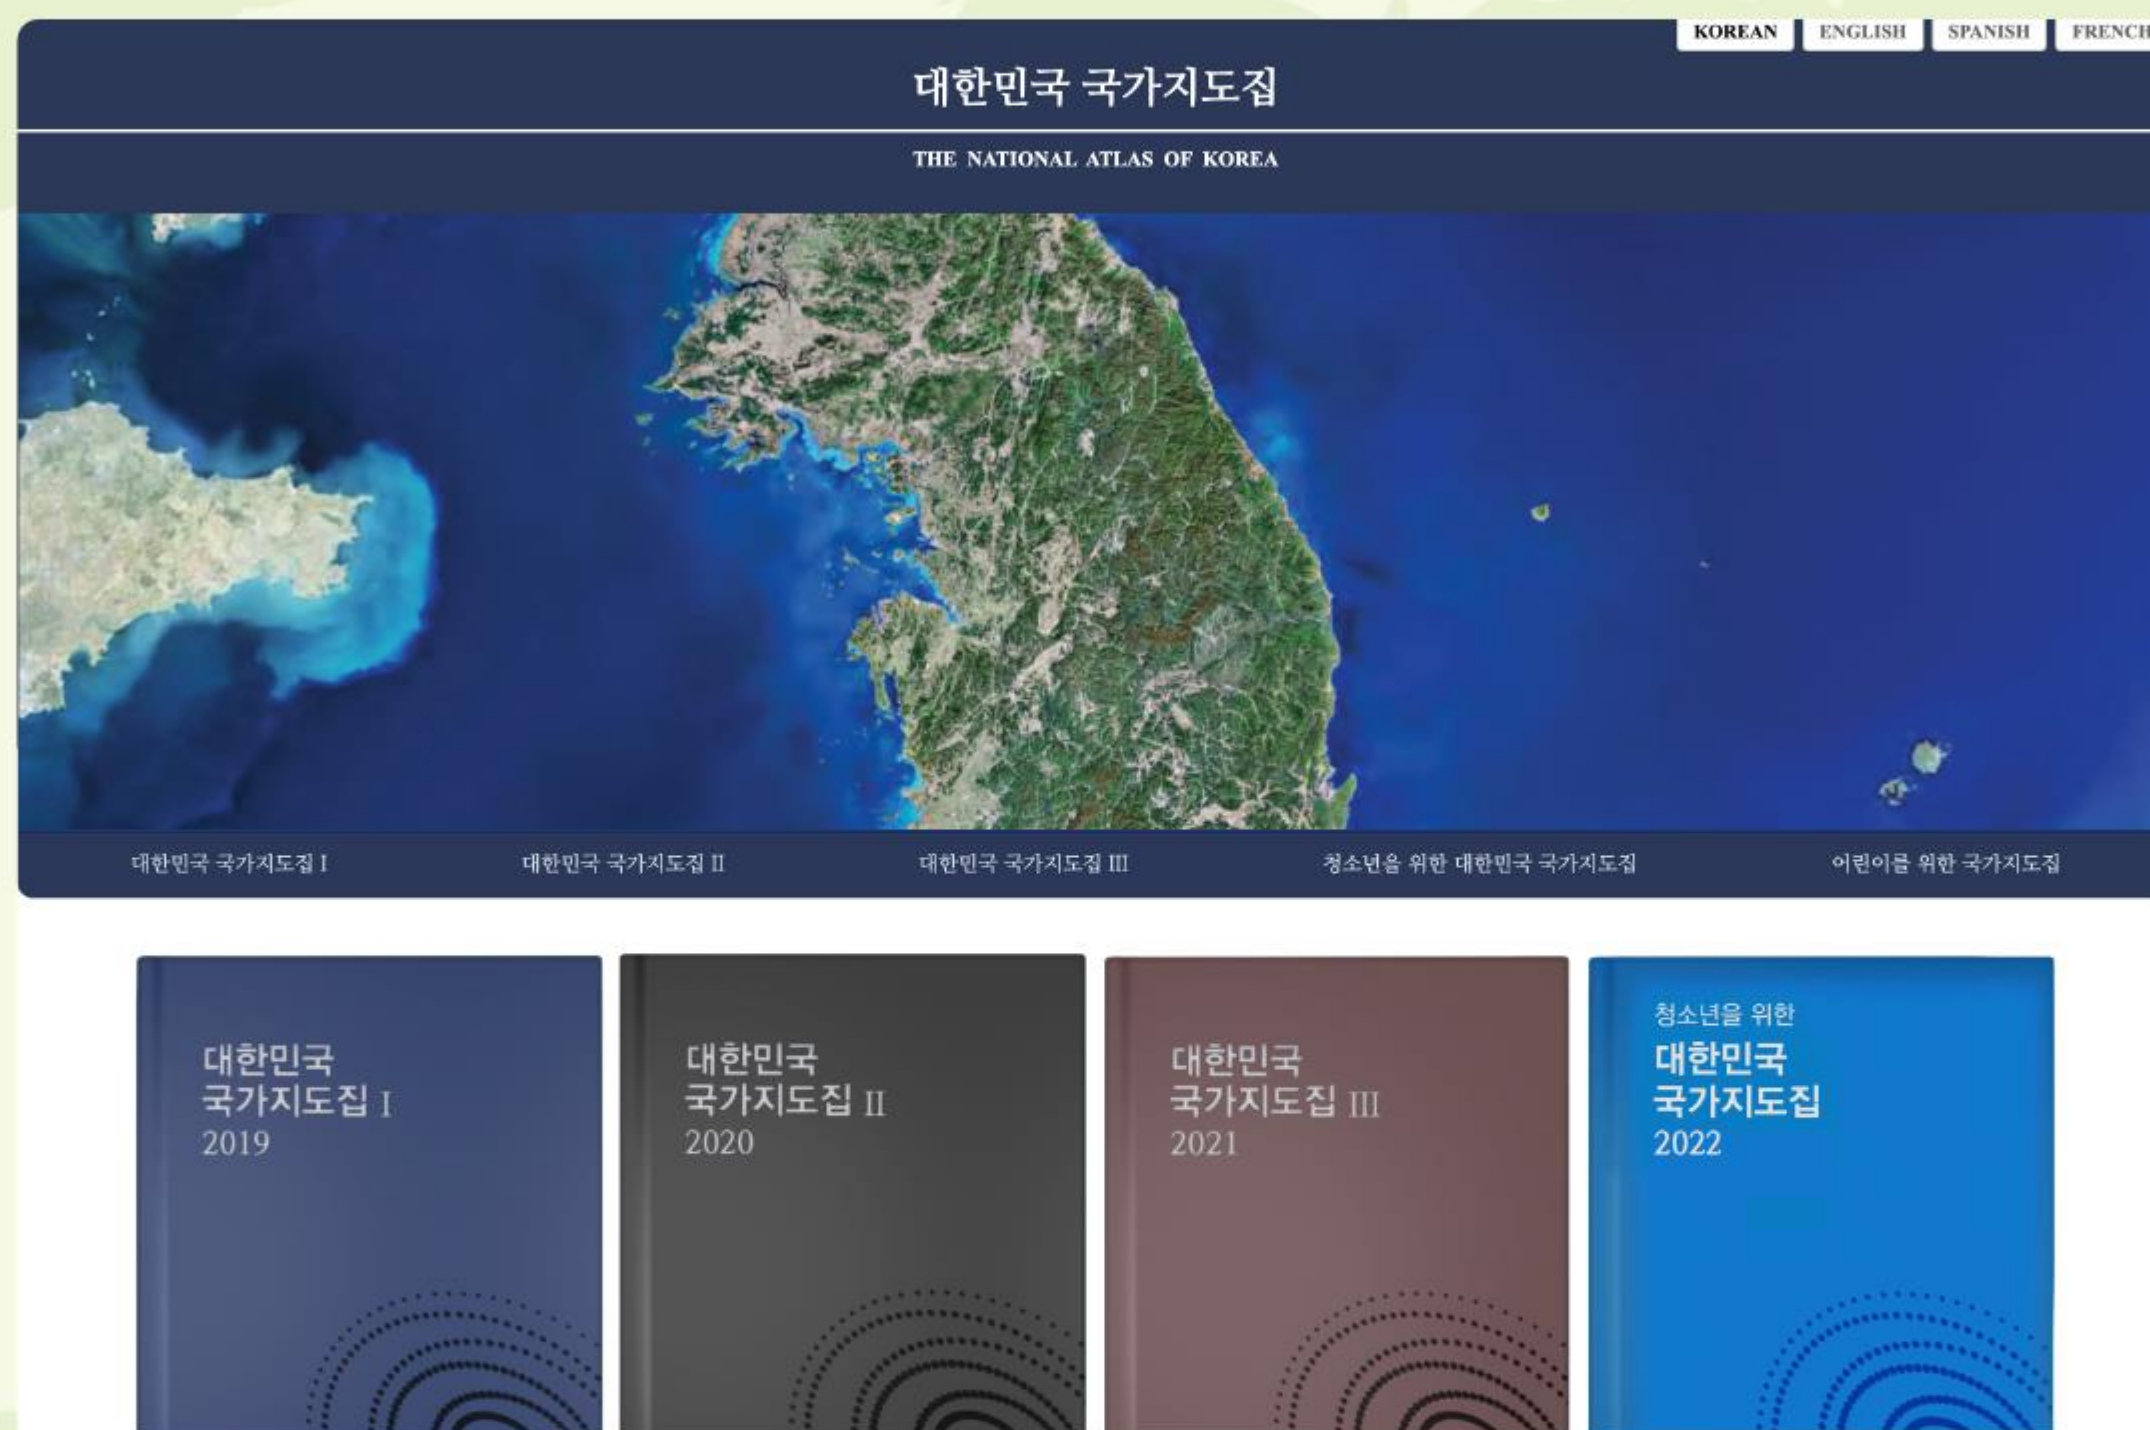 KOREAN ENGLISH SPANISH FRENCH
대한민국 국가지도집
THE NATIONAL ATLAS OF KOREA
대한민국 국가지도집 I 대한민국 국가지도집 II 대한민국 국가지도집 III 청소년을 위한 대한민국 국가지도집 어린이를 위한 국가지도집
대한민국
국가지도집 I
2019
대한민국
국가지도집 II
2020
대한민국
국가지도집 III
2021
청소년을 위한
대한민국
국가지도집
2022